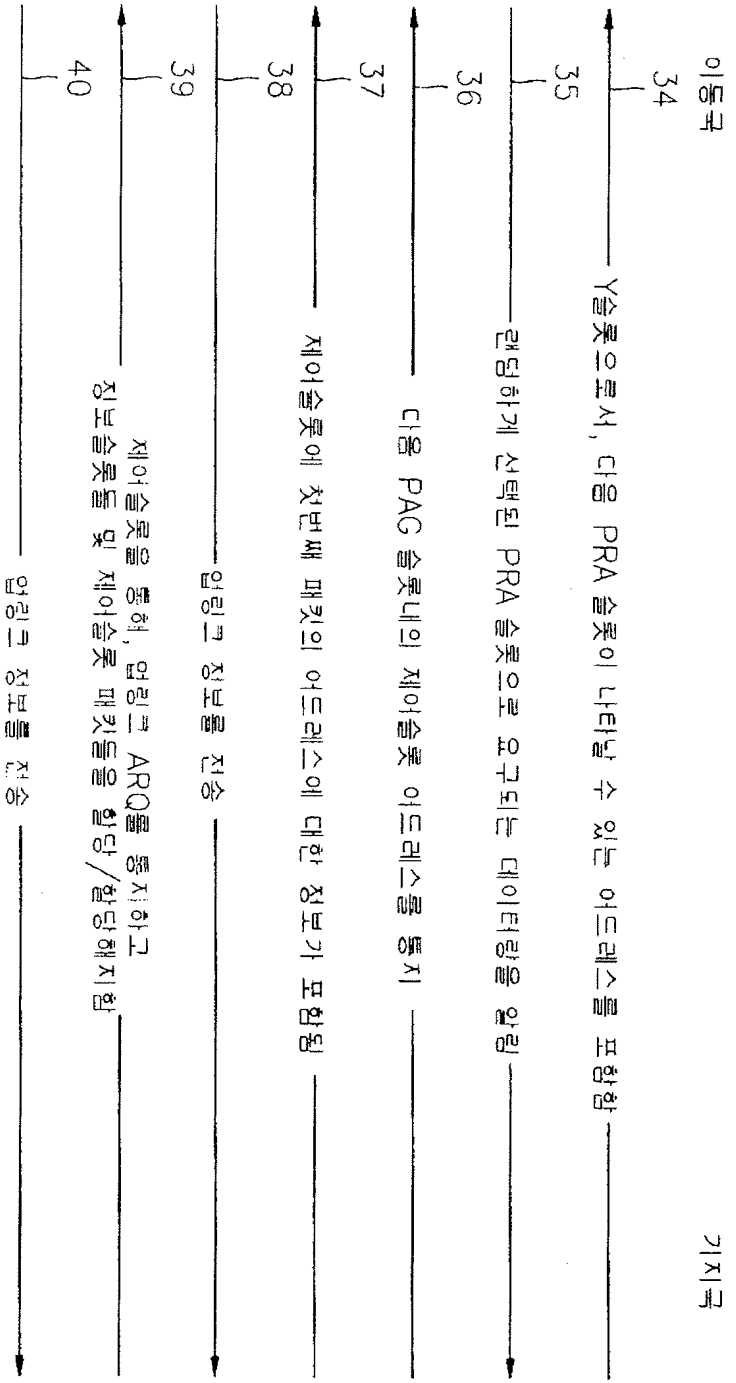 이동국
기지국
34
Y슬롯으로서, 다음 PRA 슬롯이 나타날 수 있는 어드레스를 포함함
35
랜덤하게 선택된 PRA 슬롯으로 요구되는 데이터량을 알림
36
다음 PAG 슬롯내의 제어슬롯 어드레스를 통지
37
제어슬롯에 첫번째 패킷의 어드레스에 대한 정보가 포함됨
38
업링크 정보를 전송
39
제어슬롯을 통해, 업링크 ARQ를 통지하고
정보슬롯들 및 제어슬롯 패킷들을 할당/할당해지함
40
업링크 정보를 전송